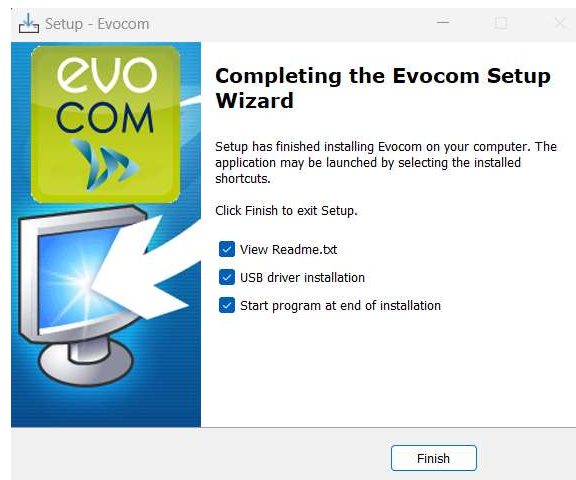 Setup - Evocom
evo
COM
Completing the Evocom Setup
Wizard
Setup has finished installing Evocom on your computer. The
application may be launched by selecting the installed
shortcuts.
Click Finish to exit Setup.
View Readme.txt
USB driver installation
Start program at end of installation
Finish